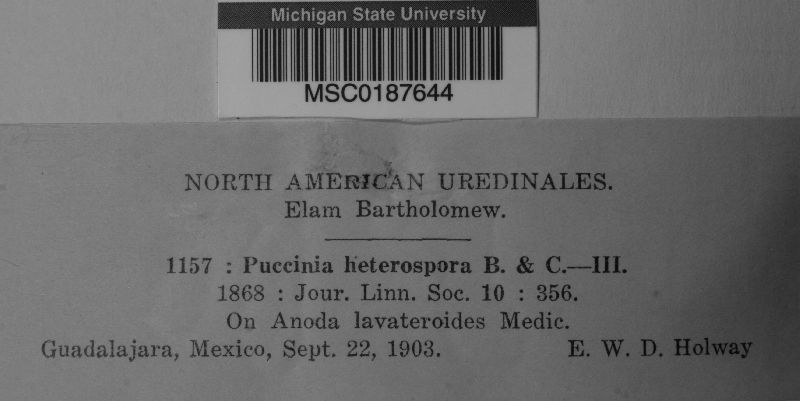 Michigan State University
MSC0187644
NORTH AMERICAN UREDINALES.
Elam Bartholomew.
1157 : Puccinia heterospora B. & C.—III.
1868 : Jour. Linn. Soc. 10 : 356.
On Anoda lavateroides Medic.
Guadalajara, Mexico, Sept. 22, 1903. E. W. D. Holway